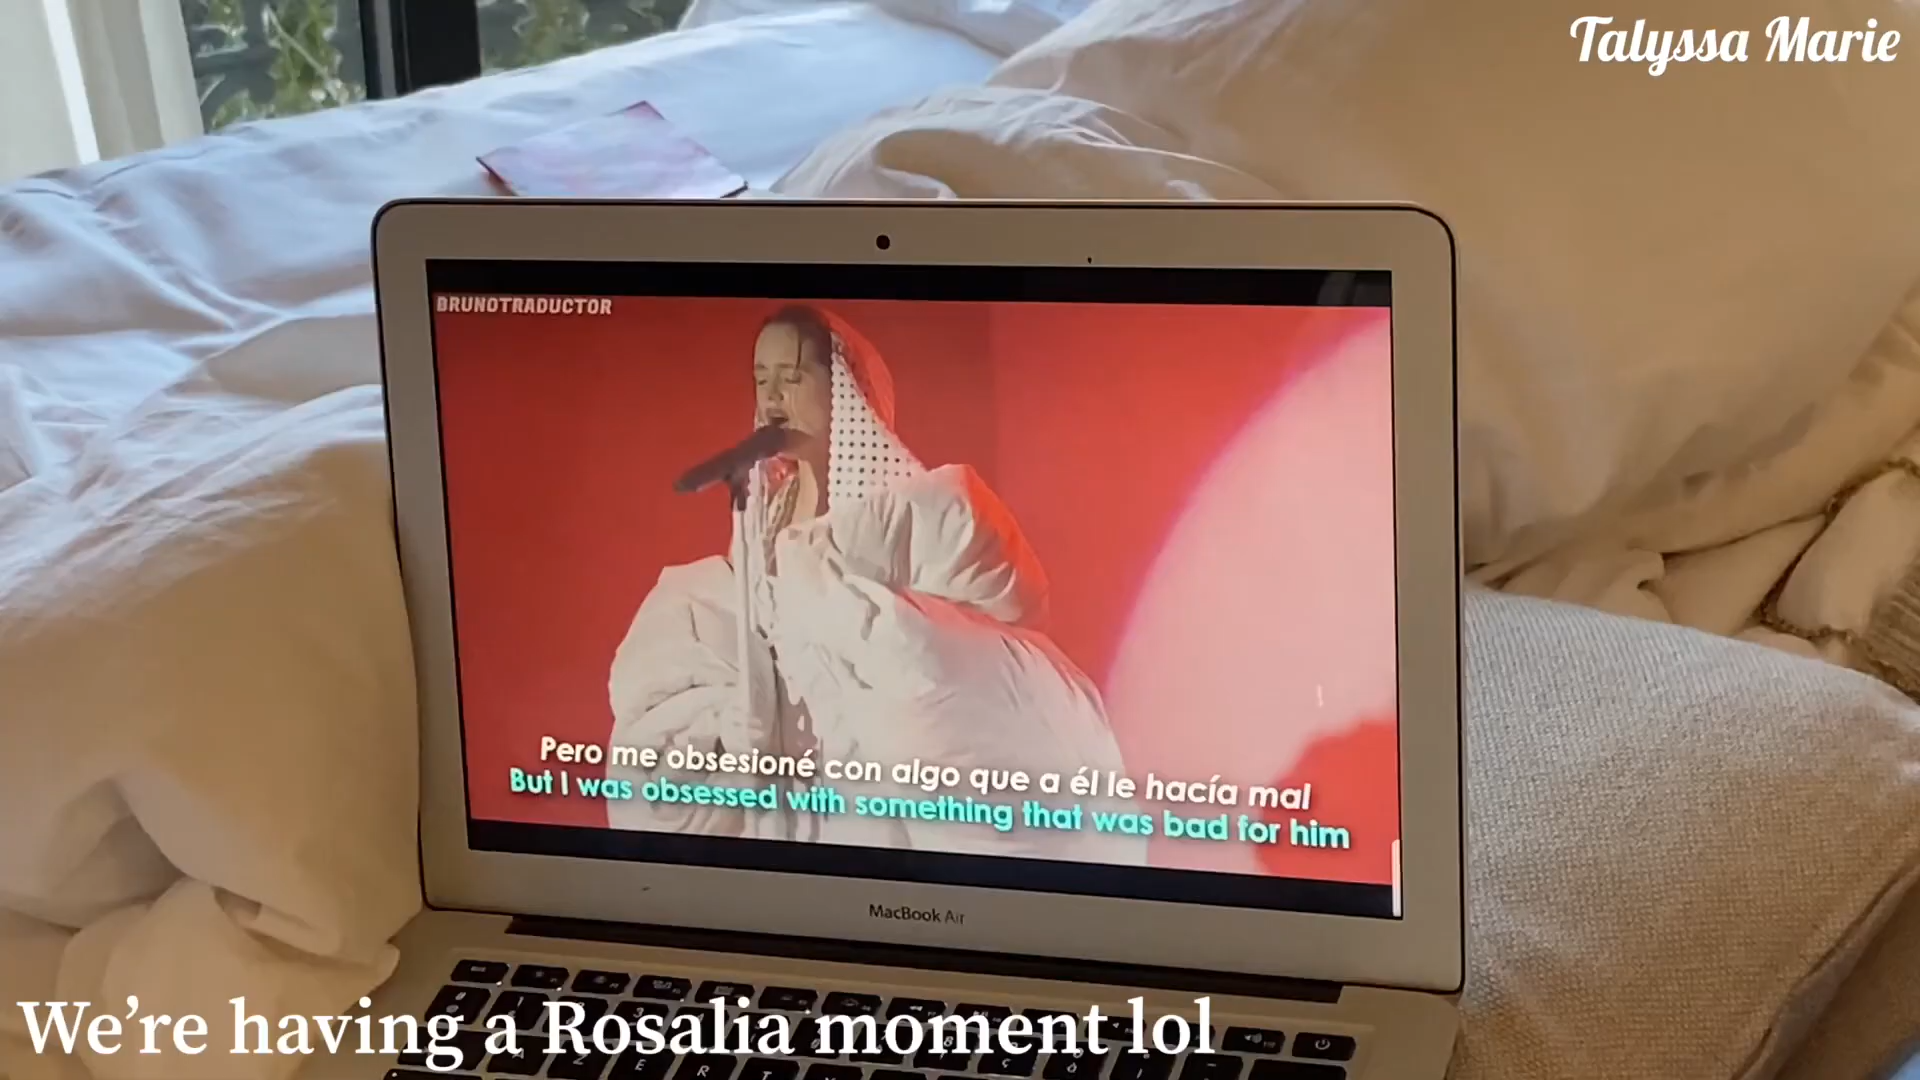 Talyssa Marie
BRUNOTRADUCTOR
Pero me obsesioné con algo que a él le hacía mal
But I was obsessed with something that was bad for him
MacBook Air
We’re having a Rosalia moment lol